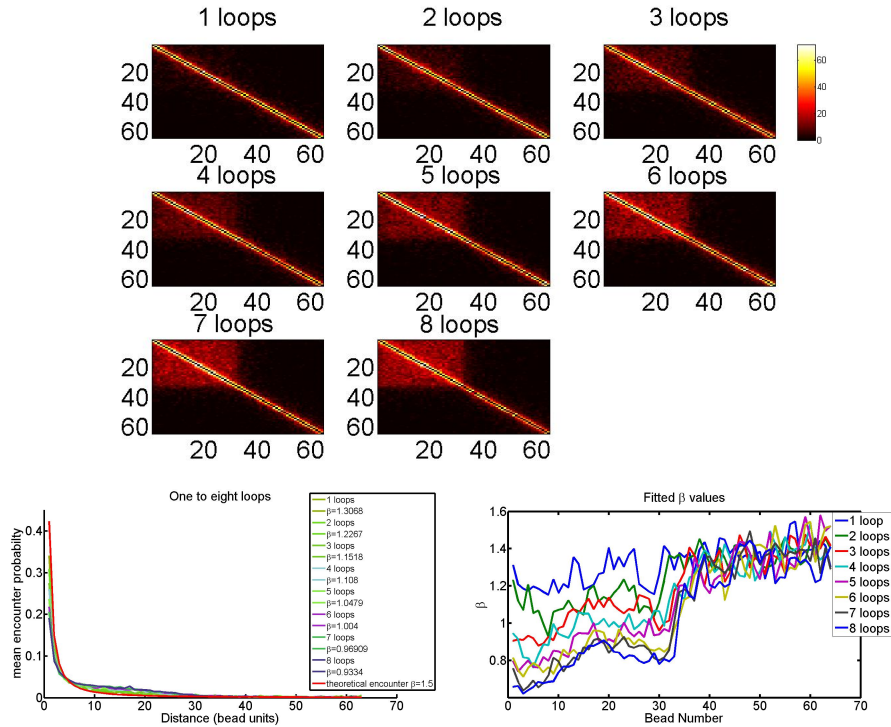 1 loops
2 loops
3 loops
20
40
60
20 40 60
20 40 60
20 40 60
60
40
20
0
4 loops
5 loops
6 loops
20
40
60
20
40
60
20
40
60
20 40 60
20 40 60
20 40 60
7 loops
8 loops
20
40
60
20
40
60
20 40 60
20 40 60
One to eight loops
mean encounter probability
0.4
0.3
0.2
0.1
0
0 10 20 30 40 50 60 70
Distance (bead units)
1 loops
β=1.3068
2 loops
β=1.2267
3 loops
β=1.1518
4 loops
β=1.108
5 loops
β=1.0479
6 loops
β=1.004
7 loops
β=0.96909
8 loops
β=0.9334
theoretical encounter β=1.5
Fitted β values
β
1.6
1.4
1.2
1
0.8
0.6
0 10 20 30 40 50 60 70
Bead Number
1 loop
2 loops
3 loops
4 loops
5 loops
6 loops
7 loops
8 loops